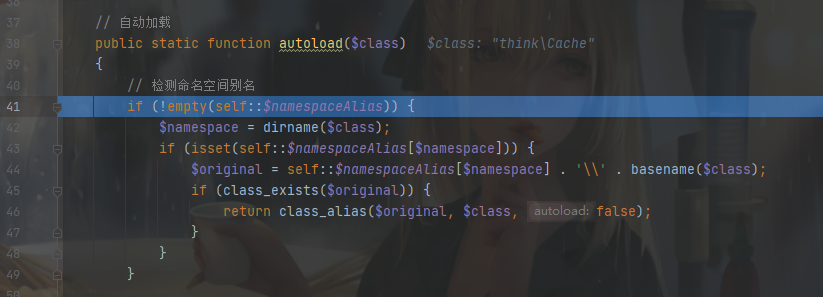 37 // 自动加载
38 public static function autoload($class) $class: "think\Cache"
39 {
40 // 检测命名空间别名
41 if (!empty(self::$namespaceAlias)) {
42 $namespace = dirname($class);
43 if (isset(self::$namespaceAlias[$namespace])) {
44 $original = self::$namespaceAlias[$namespace] . '\\' . basename($class);
45 if (class_exists($original)) {
46 return class_alias($original, $class, autoload: false);
47 }
48 }
49 }